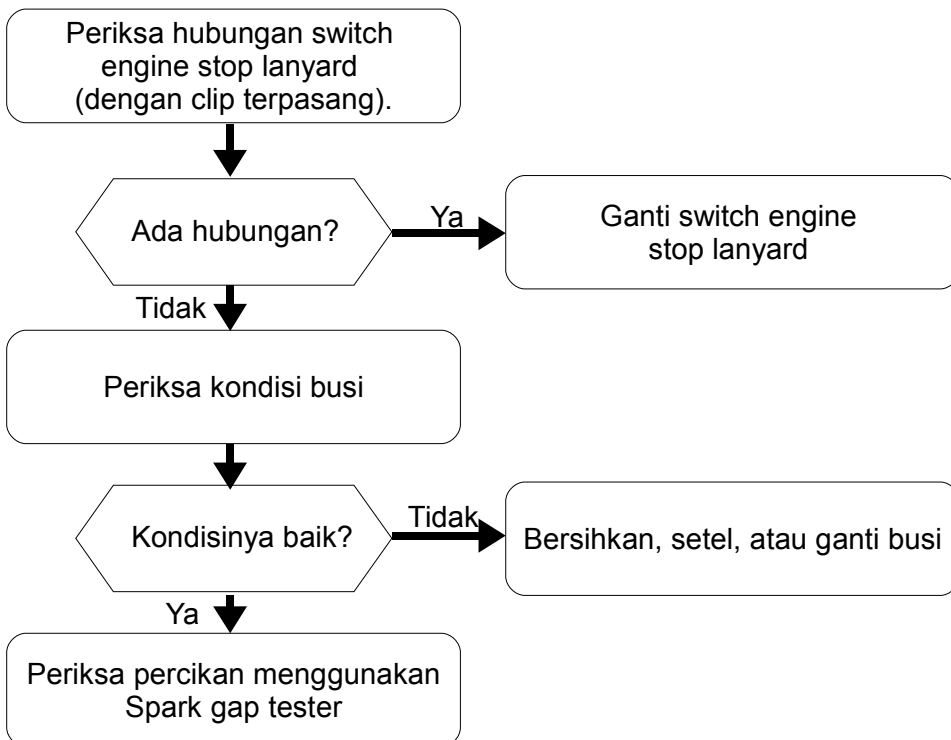 Periksa hubungan switch
engine stop lanyard
(dengan clip terpasang).
Ada hubungan?
Ya
Ganti switch engine
stop lanyard
Tidak
Periksa kondisi busi
Kondisinya baik?
Tidak
Bersihkan, setel, atau ganti busi
Ya
Periksa percikan menggunakan
Spark gap tester